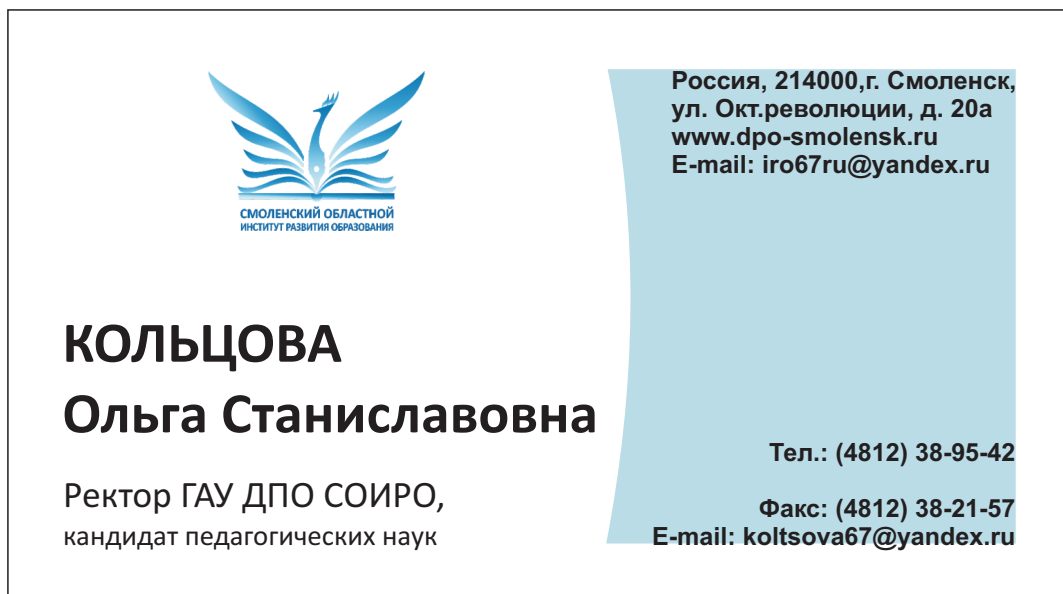 СМОЛЕНСКИЙ ОБЛАСТНОЙ
ИНСТИТУТ РАЗВИТИЯ ОБРАЗОВАНИЯ
КОЛЬЦОВА
Ольга Станиславовна
Ректор ГАУ ДПО СОИРО,
кандидат педагогических наук
Россия, 214000,г. Смоленск,
ул. Окт.революции, д. 20а
www.dpo-smolensk.ru
E-mail: iro67ru@yandex.ru
Тел.: (4812) 38-95-42
Факс: (4812) 38-21-57
E-mail: koltsova67@yandex.ru